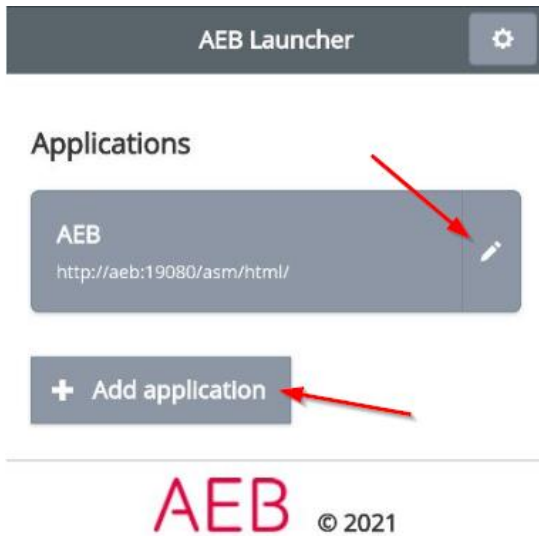 AEB Launcher
Applications
AEB
http://aeb:19080/asm/html/
Add application
AEB © 2021